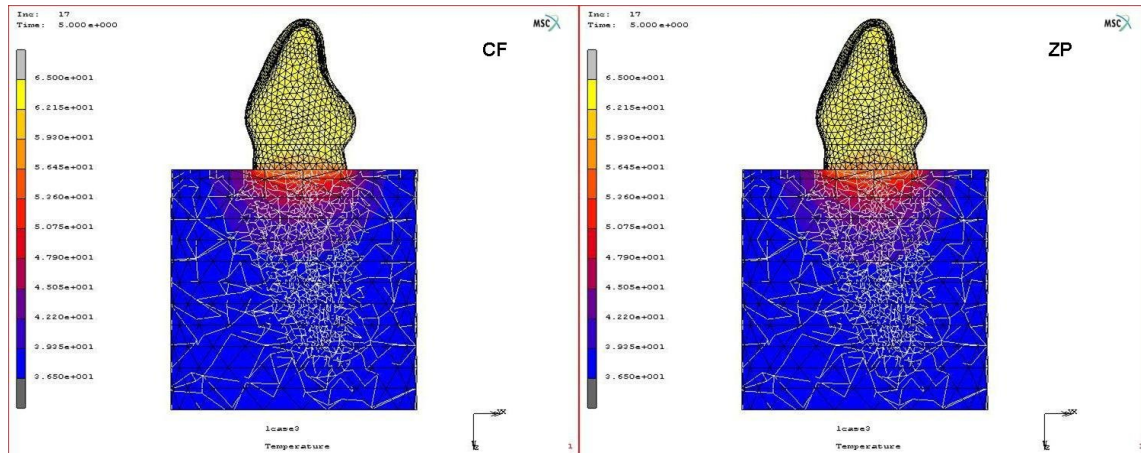 Inc: 17
Time: 5.000e+000
MSC
CF
6.500e+001
6.215e+001
5.930e+001
5.645e+001
5.360e+001
5.075e+001
4.790e+001
4.505e+001
4.220e+001
3.935e+001
3.650e+001
lcase3
Temperature
1
Inc: 17
Time: 5.000e+000
MSC
ZP
6.500e+001
6.215e+001
5.930e+001
5.645e+001
5.360e+001
5.075e+001
4.790e+001
4.505e+001
4.220e+001
3.935e+001
3.650e+001
lcase3
Temperature